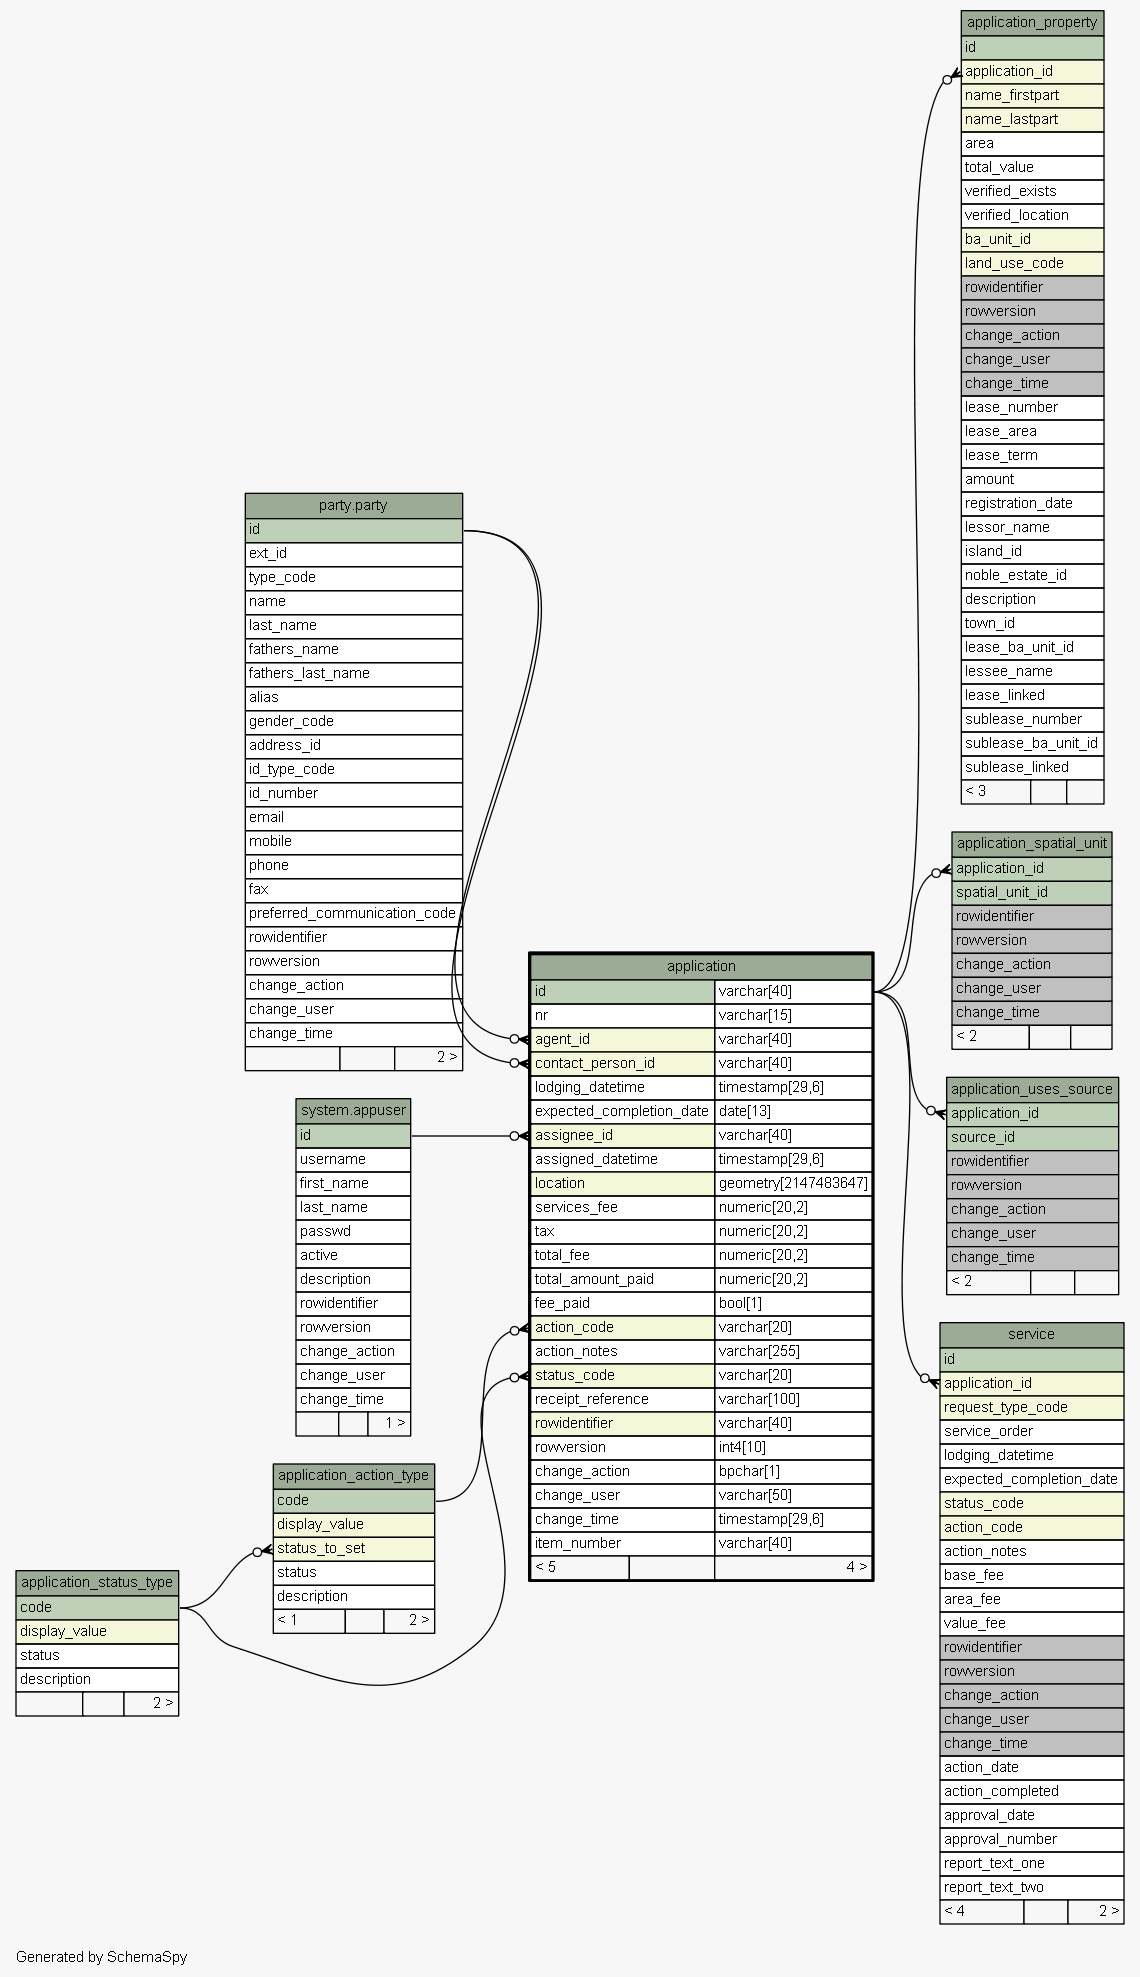 application_property
id
application_id
name_firstpart
name_lastpart
area
total_value
verified_exists
verified_location
ba_unit_id
land_use_code
rowidentifier
rowversion
change_action
change_user
change_time
lease_number
lease_area
lease_term
amount
registration_date
lessor_name
island_id
noble_estate_id
description
town_id
lease_ba_unit_id
lessee_name
lease_linked
sublease_number
sublease_ba_unit_id
sublease_linked
< 3
party.party
id
ext_id
type_code
name
last_name
fathers_name
fathers_last_name
alias
gender_code
address_id
id_type_code
id_number
email
mobile
phone
fax
preferred_communication_code
rowidentifier
rowversion
change_action
change_user
change_time
2 >
application_spatial_unit
application_id
spatial_unit_id
rowidentifier
rowversion
change_action
change_user
change_time
< 2
application
id varchar[40]
nr varchar[15]
agent_id varchar[40]
contact_person_id varchar[40]
lodging_datetime timestamp[29,6]
expected_completion_date date[13]
assignee_id varchar[40]
assigned_datetime timestamp[29,6]
location geometry[2147483647]
services_fee numeric[20,2]
tax numeric[20,2]
total_fee numeric[20,2]
total_amount_paid numeric[20,2]
fee_paid bool[1]
action_code varchar[20]
action_notes varchar[255]
status_code varchar[20]
receipt_reference varchar[100]
rowidentifier varchar[40]
rowversion int4[10]
change_action bpchar[1]
change_user varchar[50]
change_time timestamp[29,6]
item_number varchar[40]
< 5 4 >
application_uses_source
application_id
source_id
rowidentifier
rowversion
change_action
change_user
change_time
< 2
system.appuser
id
username
first_name
last_name
passwd
active
description
rowidentifier
rowversion
change_action
change_user
change_time
1 >
service
id
application_id
request_type_code
service_order
lodging_datetime
expected_completion_date
status_code
action_code
action_notes
base_fee
area_fee
value_fee
rowidentifier
rowversion
change_action
change_user
change_time
action_date
action_completed
approval_date
approval_number
report_text_one
report_text_two
< 4 2 >
application_action_type
code
display_value
status_to_set
status
description
< 1 2 >
application_status_type
code
display_value
status
description
2 >
Generated by SchemaSpy